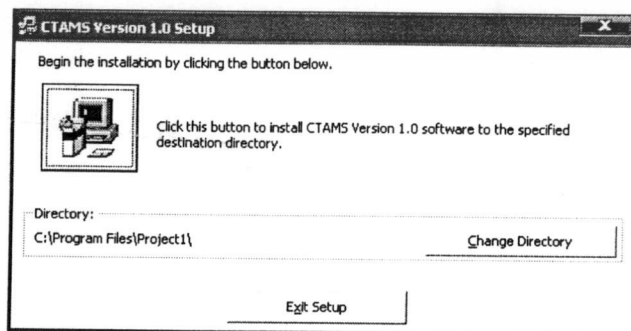 CTAMS Version 1.0 Setup
Begin the installation by clicking the button below.
Click this button to install CTAMS Version 1.0 software to the specified
destination directory.
Directory:
C:\Program Files\Project1\
Change Directory
Exit Setup